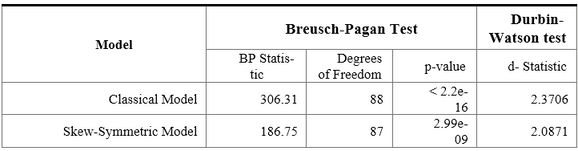 Model
Breusch-Pagan Test
Durbin-
Watson test
BP Statis-
tic
Degrees
of Freedom
p-value
d- Statistic
Classical Model
306.31
88
< 2.2e-
16
2.3706
Skew-Symmetric Model
186.75
87
2.99e-
09
2.0871